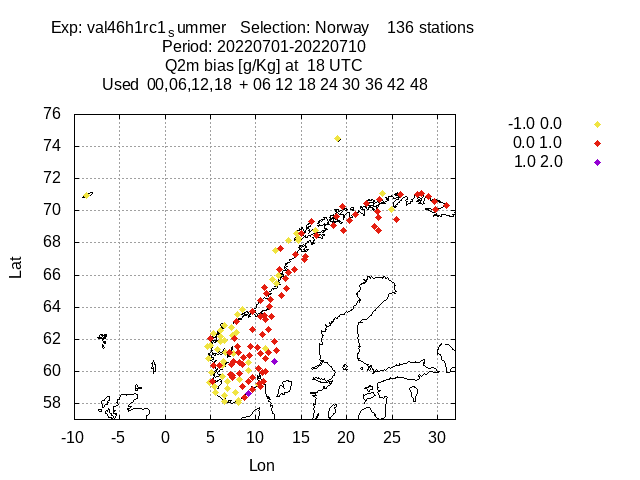 Exp: val46h1rc1summer Selection: Norway 136 stations
Period: 20220701-20220710
Q2m bias [g/Kg] at 18 UTC
Used 00,06,12,18 + 06 12 18 24 30 36 42 48
-1.0 0.0
0.0 1.0
1.0 2.0
76
74
72
70
68
66
64
62
60
58
Lat
-10 -5 0 5 10 15 20 25 30
Lon